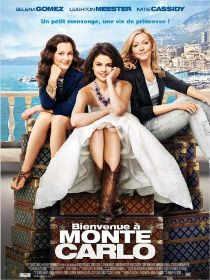 SELENA GOMEZ LEIGHTON MEESTER KATIE CASSIDY
Un petit mensonge, une vie de princesse !
Bienvenue à
MONTE
CARLO